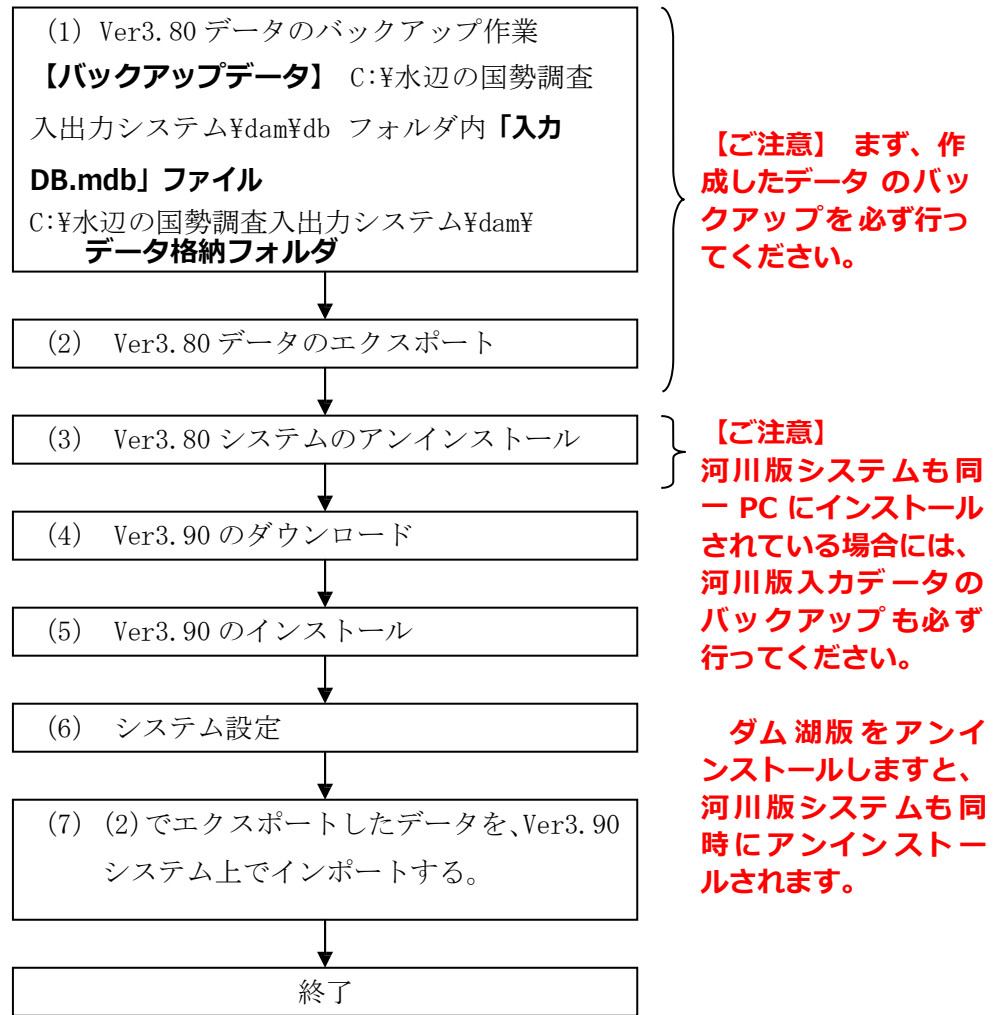 (1) Ver3.80 データのバックアップ作業
【バックアップデータ】 C:¥水辺の国勢調査
入出力システム¥dam¥db フォルダ内「入力
DB.mdb」ファイル
C:¥水辺の国勢調査入出力システム¥dam¥
データ格納フォルダ
【ご注意】 まず、作
成したデータ のバッ
クアップを 必ず行っ
てください。
(2) Ver3.80 データのエクスポート
(3) Ver3.80 システムのアンインストール
【ご注意】
河川版システムも同
一 PC にインストール
されている場合には、
河川版入力データの
バックアップも必ず
行ってください。
(4) Ver3.90 のダウンロード
(5) Ver3.90 のインストール
(6) システム設定
ダム湖版をアンイ
ンストールしますと、
河川版システムも同
時にアンインストー
ルされます。
(7) (2)でエクスポートしたデータを、Ver3.90
システム上でインポートする。
終了